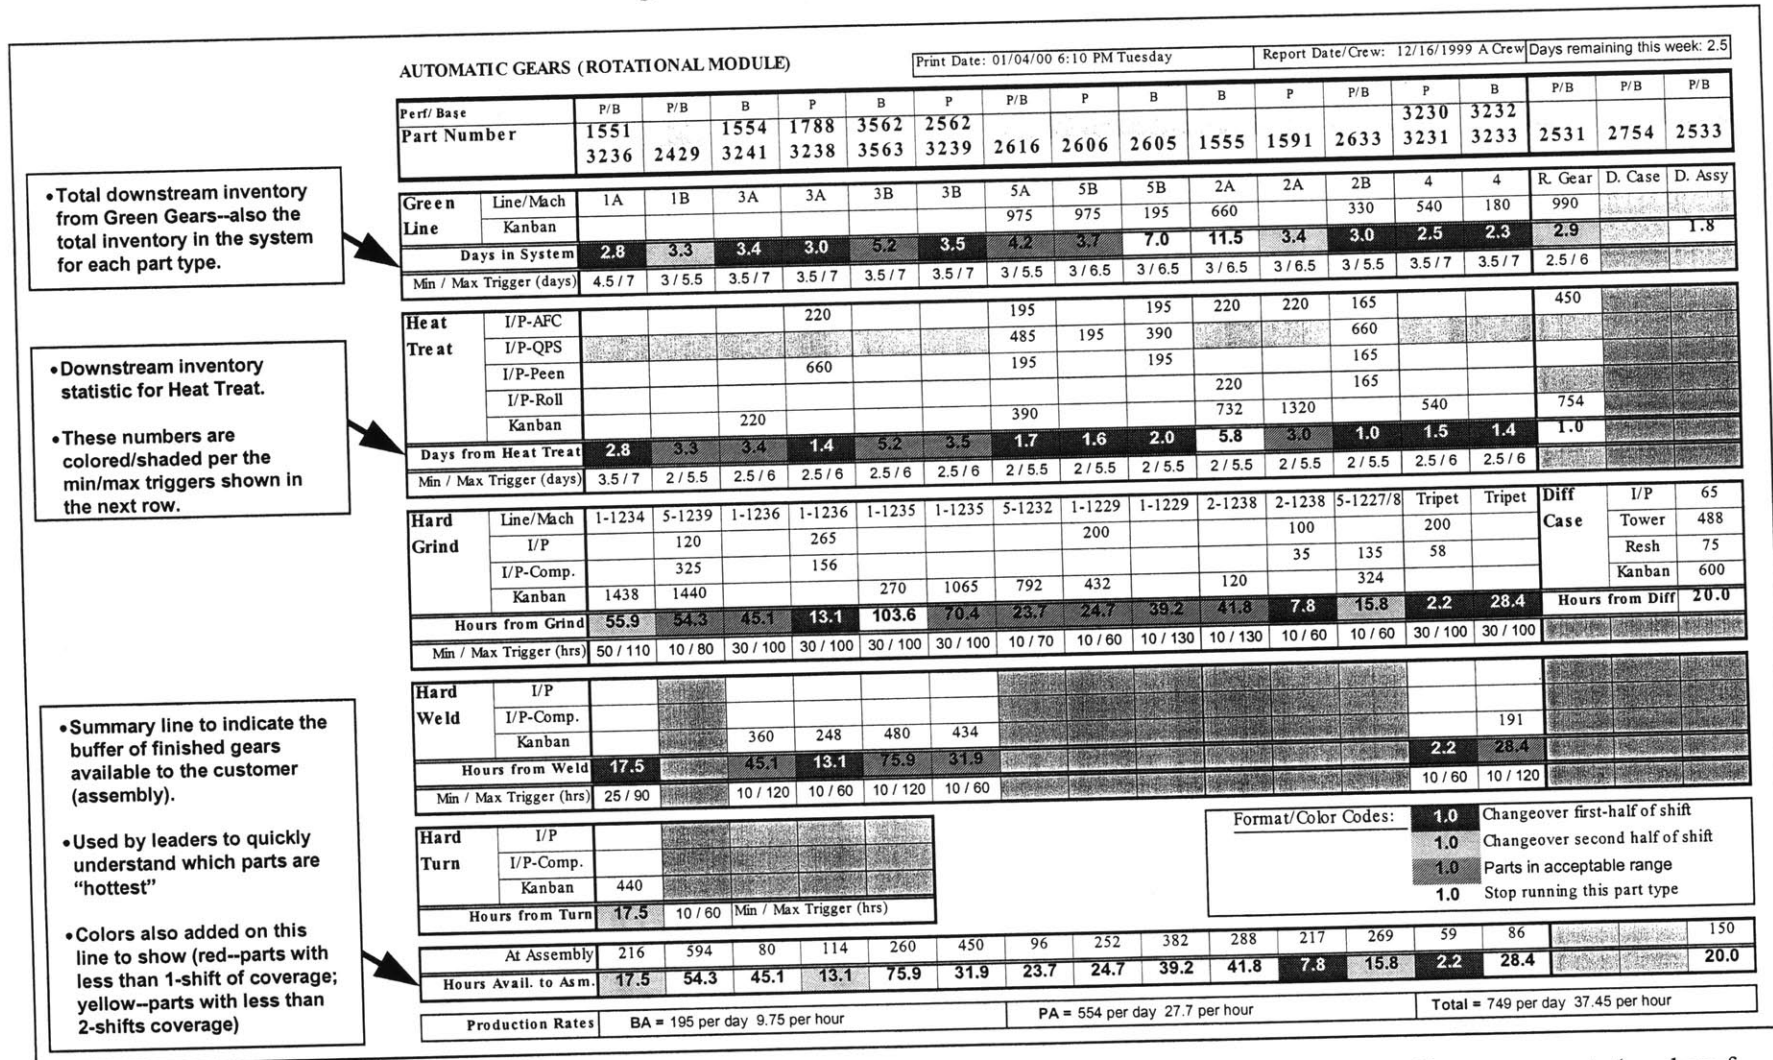 AUTOMATIC GEARS (ROTATIONAL MODULE)
Print Date: 01/04/00 6:10 PM Tuesday
Report Date/Crew: 12/16/1999 A Crew
Days remaining this week: 2.5
Perf/Base P/B P/B B P B P P/B P B B P P/B P B P/B P/B P/B
1551 1554 1788 3562 2562 3230 3232
Part Number
3236 2429 3241 3238 3563 3239 2616 2606 2605 1555 1591 2633 3231 3233 2531 2754 2533
Green Line/Mach 1A 1B 3A 3A 3B 3B 5A 5B 5B 2A 2A 2B 4 4 R. Gear D. Case D. Assy
Line Kanban 975 975 195 660 330 540 180 990
Days in System 2.8 3.3 3.4 3.0 5.2 3.5 4.2 3.7 7.0 11.5 3.4 3.0 2.5 2.3 2.9 1.8
Min / Max Trigger (days) 4.5 / 7 3 / 5.5 3.5 / 7 3.5 / 7 3.5 / 7 3.5 / 7 3 / 5.5 3 / 6.5 3 / 6.5 3 / 6.5 3 / 6.5 3 / 5.5 3.5 / 7 3.5 / 7 2.5 / 6
Heat I/P-AFC 220 195 195 220 220 165 450
Treat I/P-QPS 485 195 390 660
I/P-Peen 660 195 195 165
I/P-Roll 220 165
Kanban 220 390 732 1320 540 754
Days from Heat Treat 2.8 3.3 3.4 1.4 5.2 3.5 1.7 1.6 2.0 5.8 3.0 1.0 1.5 1.4 1.0
Min / Max Trigger (days) 3.5 / 7 2 / 5.5 2.5 / 6 2.5 / 6 2.5 / 6 2.5 / 6 2 / 5.5 2 / 5.5 2 / 5.5 2 / 5.5 2 / 5.5 2 / 5.5 2.5 / 6 2.5 / 6
Hard Line/Mach 1-1234 5-1239 1-1236 1-1236 1-1235 1-1235 5-1232 1-1229 1-1229 2-1238 2-1238 5-1227/8 Tripet Tripet Diff I/P 65
Grind I/P 120 265 200 100 200 Case Tower 488
I/P-Comp. 325 156 35 135 58 Resh 75
Kanban 1438 1440 270 1065 792 432 120 324 Kanban 600
Hours from Grind 55.9 54.3 45.1 13.1 103.6 70.4 23.7 24.7 39.2 41.8 7.8 15.8 2.2 28.4 Hours from Diff 20.0
Min / Max Trigger (hrs) 50 / 110 10 / 80 30 / 100 30 / 100 30 / 100 30 / 100 10 / 70 10 / 60 10 / 130 10 / 130 10 / 60 10 / 60 30 / 100 30 / 100
Hard I/P
Weld I/P-Comp. 191
Kanban 360 248 480 434
Hours from Weld 17.5 45.1 13.1 75.9 31.9 2.2 28.4
Min / Max Trigger (hrs) 25 / 90 10 / 120 10 / 60 10 / 120 10 / 60 10 / 60 10 / 120
Hard I/P
Turn I/P-Comp.
Kanban 440
Hours from Turn 17.5 10 / 60 Min / Max Trigger (hrs)
Format/Color Codes: 1.0 Changeover first-half of shift
1.0 Changeover second half of shift
1.0 Parts in acceptable range
1.0 Stop running this part type
At Assembly 216 594 80 114 260 450 96 252 382 288 217 269 59 86 150
Hours Avail. to Asm. 17.5 54.3 45.1 13.1 75.9 31.9 23.7 24.7 39.2 41.8 7.8 15.8 2.2 28.4 20.0
Production Rates BA = 195 per day 9.75 per hour PA = 554 per day 27.7 per hour Total = 749 per day 37.45 per hour
•Total downstream inventory
from Green Gears--also the
total inventory in the system
for each part type.
•Downstream inventory
statistic for Heat Treat.
•These numbers are
colored/shaded per the
min/max triggers shown in
the next row.
•Summary line to indicate the
buffer of finished gears
available to the customer
(assembly).
•Used by leaders to quickly
understand which parts are
“hottest”
•Colors also added on this
line to show (red--parts with
less than 1-shift of coverage;
yellow--parts with less than
2-shifts coverage)